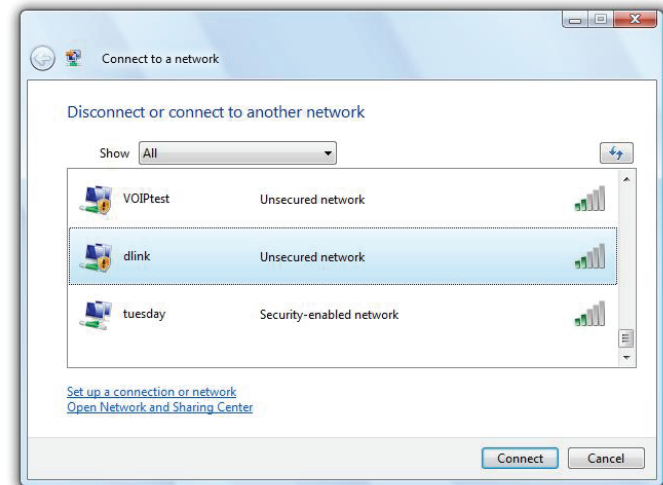 Connect to a network
Disconnect or connect to another network
Show All
VOIPtest Unsecured network
dlink Unsecured network
tuesday Security-enabled network
Set up a connection or network
Open Network and Sharing Center
Connect Cancel